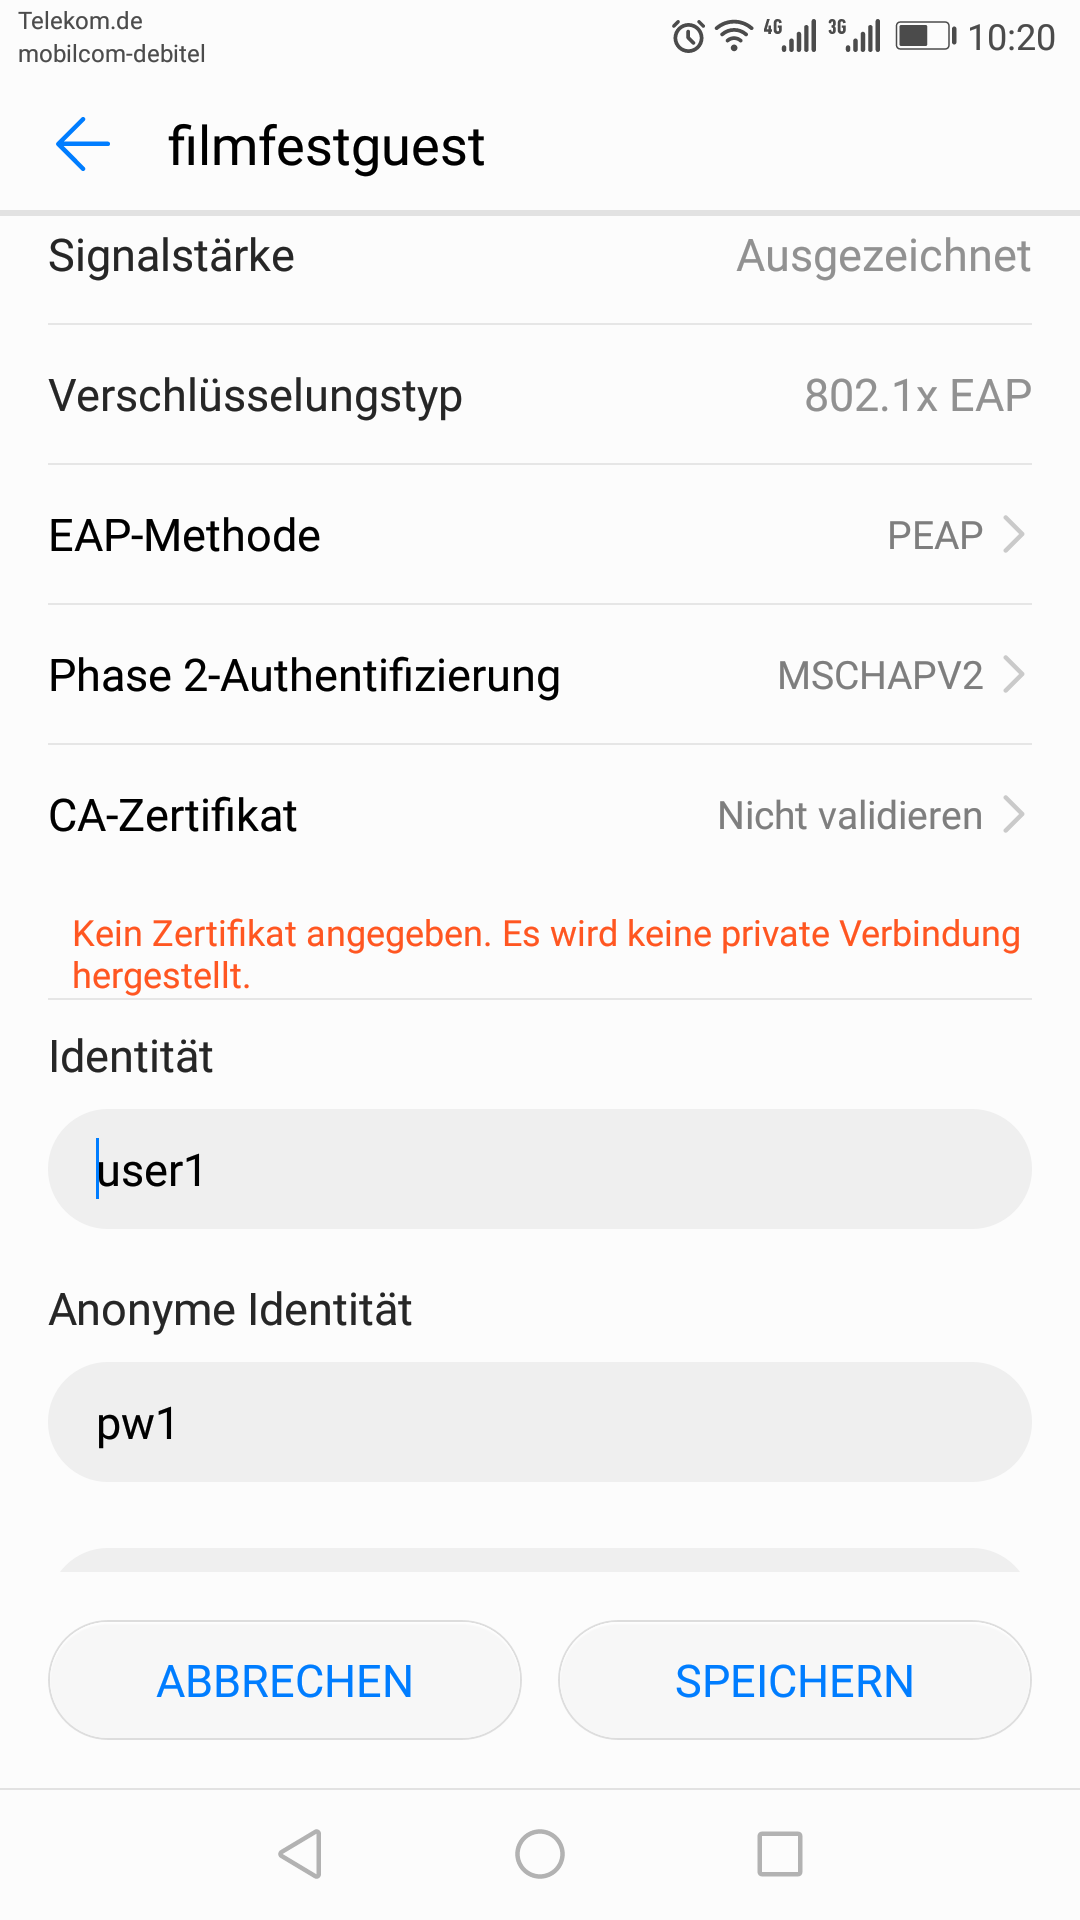 Telekom.de
mobilcom-debitel
4G 3G 10:20
filmfestguest
Signalstärke Ausgezeichnet
Verschlüsselungstyp 802.1x EAP
EAP-Methode PEAP
Phase 2-Authentifizierung MSCHAPV2
CA-Zertifikat Nicht validieren
Kein Zertifikat angegeben. Es wird keine private Verbindung
hergestellt.
Identität
user1
Anonyme Identität
pw1
ABBRECHEN SPEICHERN